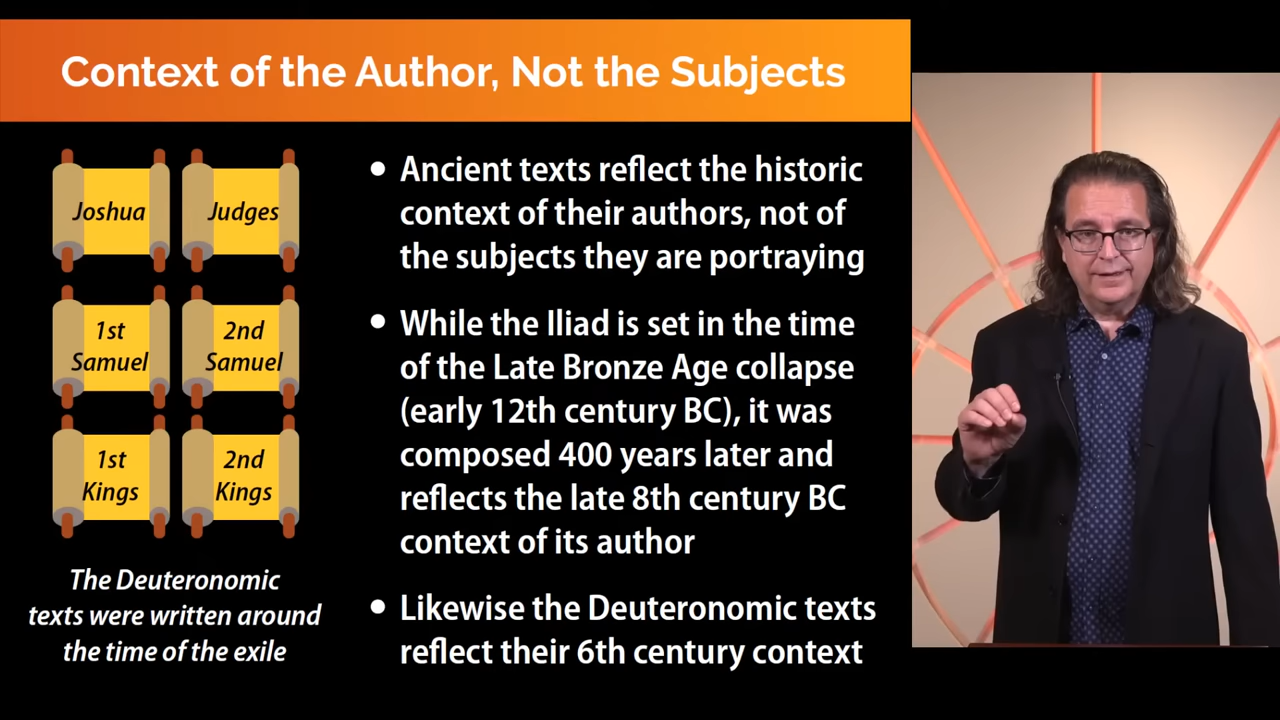 Context of the Author, Not the Subjects
Joshua
Judges
1st
Samuel
2nd
Samuel
1st
Kings
2nd
Kings
The Deuteronomic
texts were written around
the time of the exile
• Ancient texts reflect the historic
context of their authors, not of
the subjects they are portraying
• While the Iliad is set in the time
of the Late Bronze Age collapse
(early 12th century BC), it was
composed 400 years later and
reflects the late 8th century BC
context of its author
• Likewise the Deuteronomic texts
reflect their 6th century context